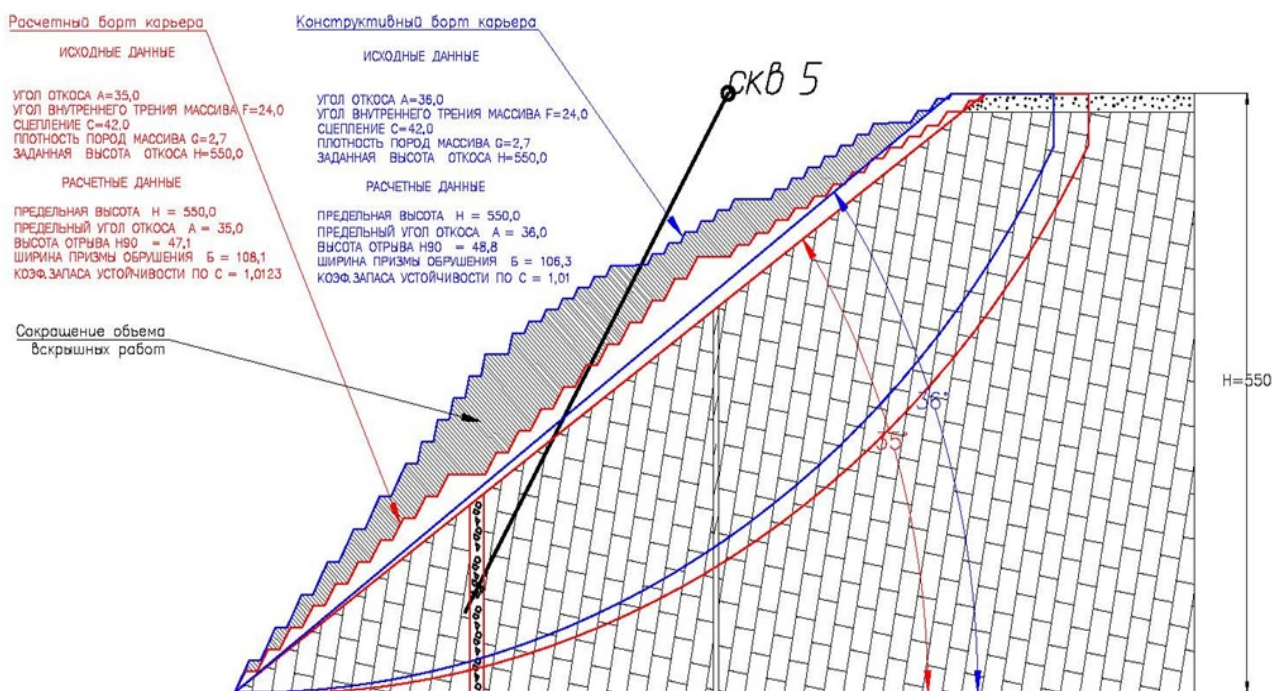 Расчетный борт карьера
ИСХОДНЫЕ ДАННЫЕ
УГОЛ ОТКОСА А=35,0
УГОЛ ВНУТРЕННЕГО ТРЕНИЯ МАССИВА F=24,0
СЦЕПЛЕНИЕ С=42,0
ПЛОТНОСТЬ ПОРОД МАССИВА G=2,7
ЗАДАННАЯ ВЫСОТА ОТКОСА Н=550,0
РАСЧЕТНЫЕ ДАННЫЕ
ПРЕДЕЛЬНАЯ ВЫСОТА Н = 550,0
ПРЕДЕЛЬНЫЙ УГОЛ ОТКОСА А = 35,0
ВЫСОТА ОТРЫВА Н90 = 47,1
ШИРИНА ПРИЗМЫ ОБРУШЕНИЯ Б = 108,1
КОЭФ.ЗАПАСА УСТОЙЧИВОСТИ ПО С = 1,0123
Конструктивный борт карьера
ИСХОДНЫЕ ДАННЫЕ
УГОЛ ОТКОСА А=36,0
УГОЛ ВНУТРЕННЕГО ТРЕНИЯ МАССИВА F=24,0
СЦЕПЛЕНИЕ С=42,0
ПЛОТНОСТЬ ПОРОД МАССИВА G=2,7
ЗАДАННАЯ ВЫСОТА ОТКОСА Н=550,0
РАСЧЕТНЫЕ ДАННЫЕ
ПРЕДЕЛЬНАЯ ВЫСОТА Н = 550,0
ПРЕДЕЛЬНЫЙ УГОЛ ОТКОСА А = 36,0
ВЫСОТА ОТРЫВА Н90 = 48,8
ШИРИНА ПРИЗМЫ ОБРУШЕНИЯ Б = 106,3
КОЭФ.ЗАПАСА УСТОЙЧИВОСТИ ПО С = 1,01
скв 5
Сокращение объема
вскрышных работ
Н=550
36°
35°